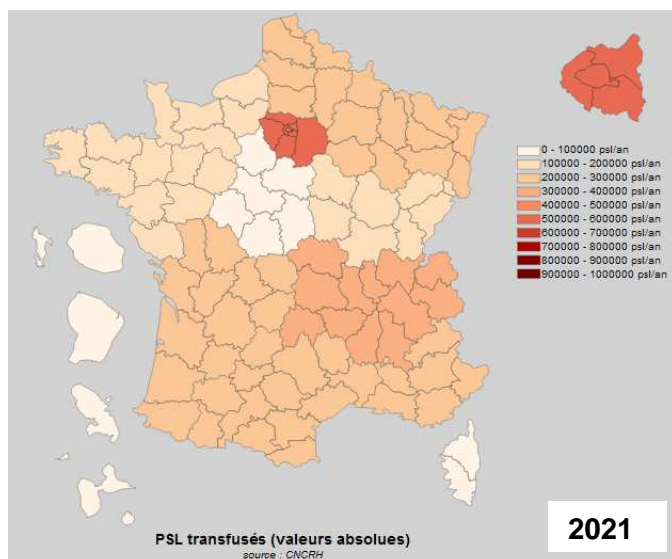 0 - 100000 psl/an
100000 - 200000 psl/an
200000 - 300000 psl/an
300000 - 400000 psl/an
400000 - 500000 psl/an
500000 - 600000 psl/an
600000 - 700000 psl/an
700000 - 800000 psl/an
800000 - 900000 psl/an
900000 - 1000000 psl/an
PSL transfusés (valeurs absolues)
source : CNCRH
2021